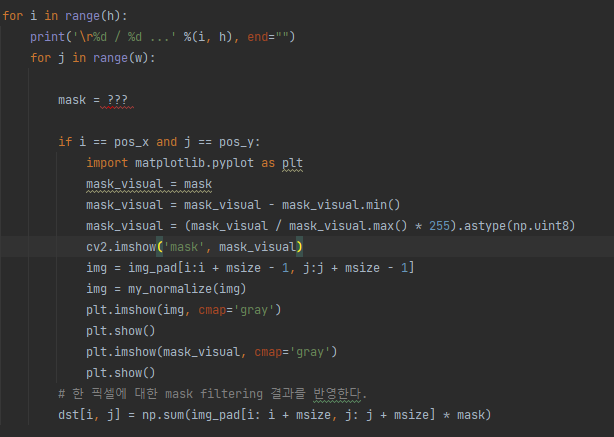 for i in range(h):
    print('\r%d / %d ...' %(i, h), end="")
    for j in range(w):
        mask = ???
        if i == pos_x and j == pos_y:
            import matplotlib.pyplot as plt
            mask_visual = mask
            mask_visual = mask_visual - mask_visual.min()
            mask_visual = (mask_visual / mask_visual.max() * 255).astype(np.uint8)
            cv2.imshow('mask', mask_visual)
            img = img_pad[i:i + msize - 1, j:j + msize - 1]
            img = my_normalize(img)
            plt.imshow(img, cmap='gray')
            plt.show()
            plt.imshow(mask_visual, cmap='gray')
            plt.show()
        # 한 픽셀에 대한 mask filtering 결과를 반영한다.
        dst[i, j] = np.sum(img_pad[i: i + msize, j: j + msize] * mask)